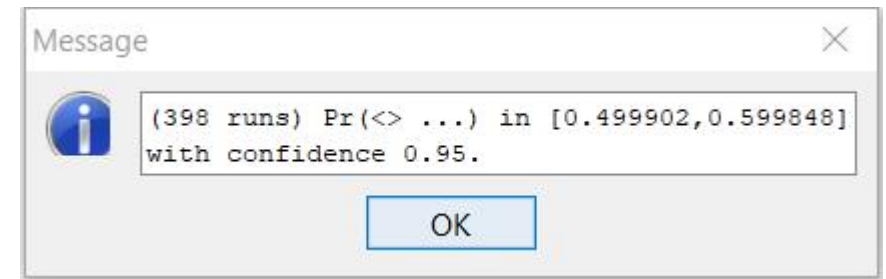 Message
(398 runs) Pr(<> ...) in [0.499902,0.599848]
with confidence 0.95.
OK